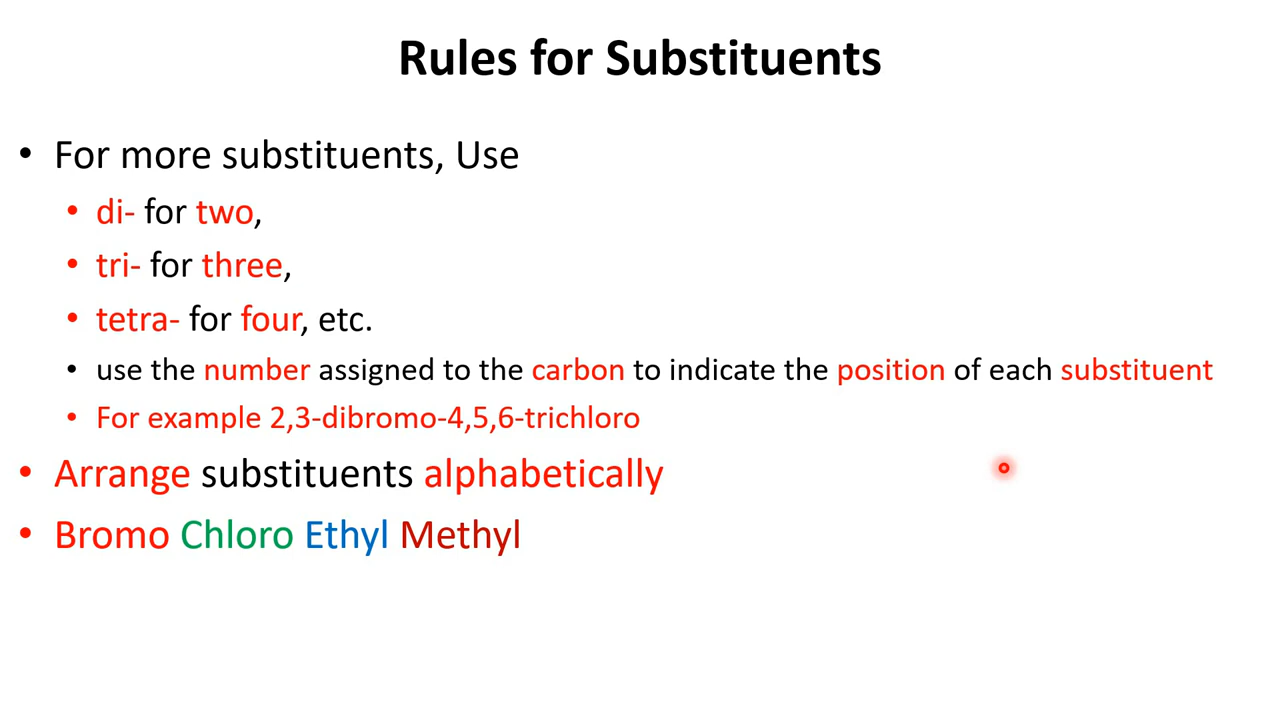 Rules for Substituents
• For more substituents, Use
• di- for two,
• tri- for three,
• tetra- for four, etc.
• use the number assigned to the carbon to indicate the position of each substituent
• For example 2,3-dibromo-4,5,6-trichloro
• Arrange substituents alphabetically
• Bromo Chloro Ethyl Methyl